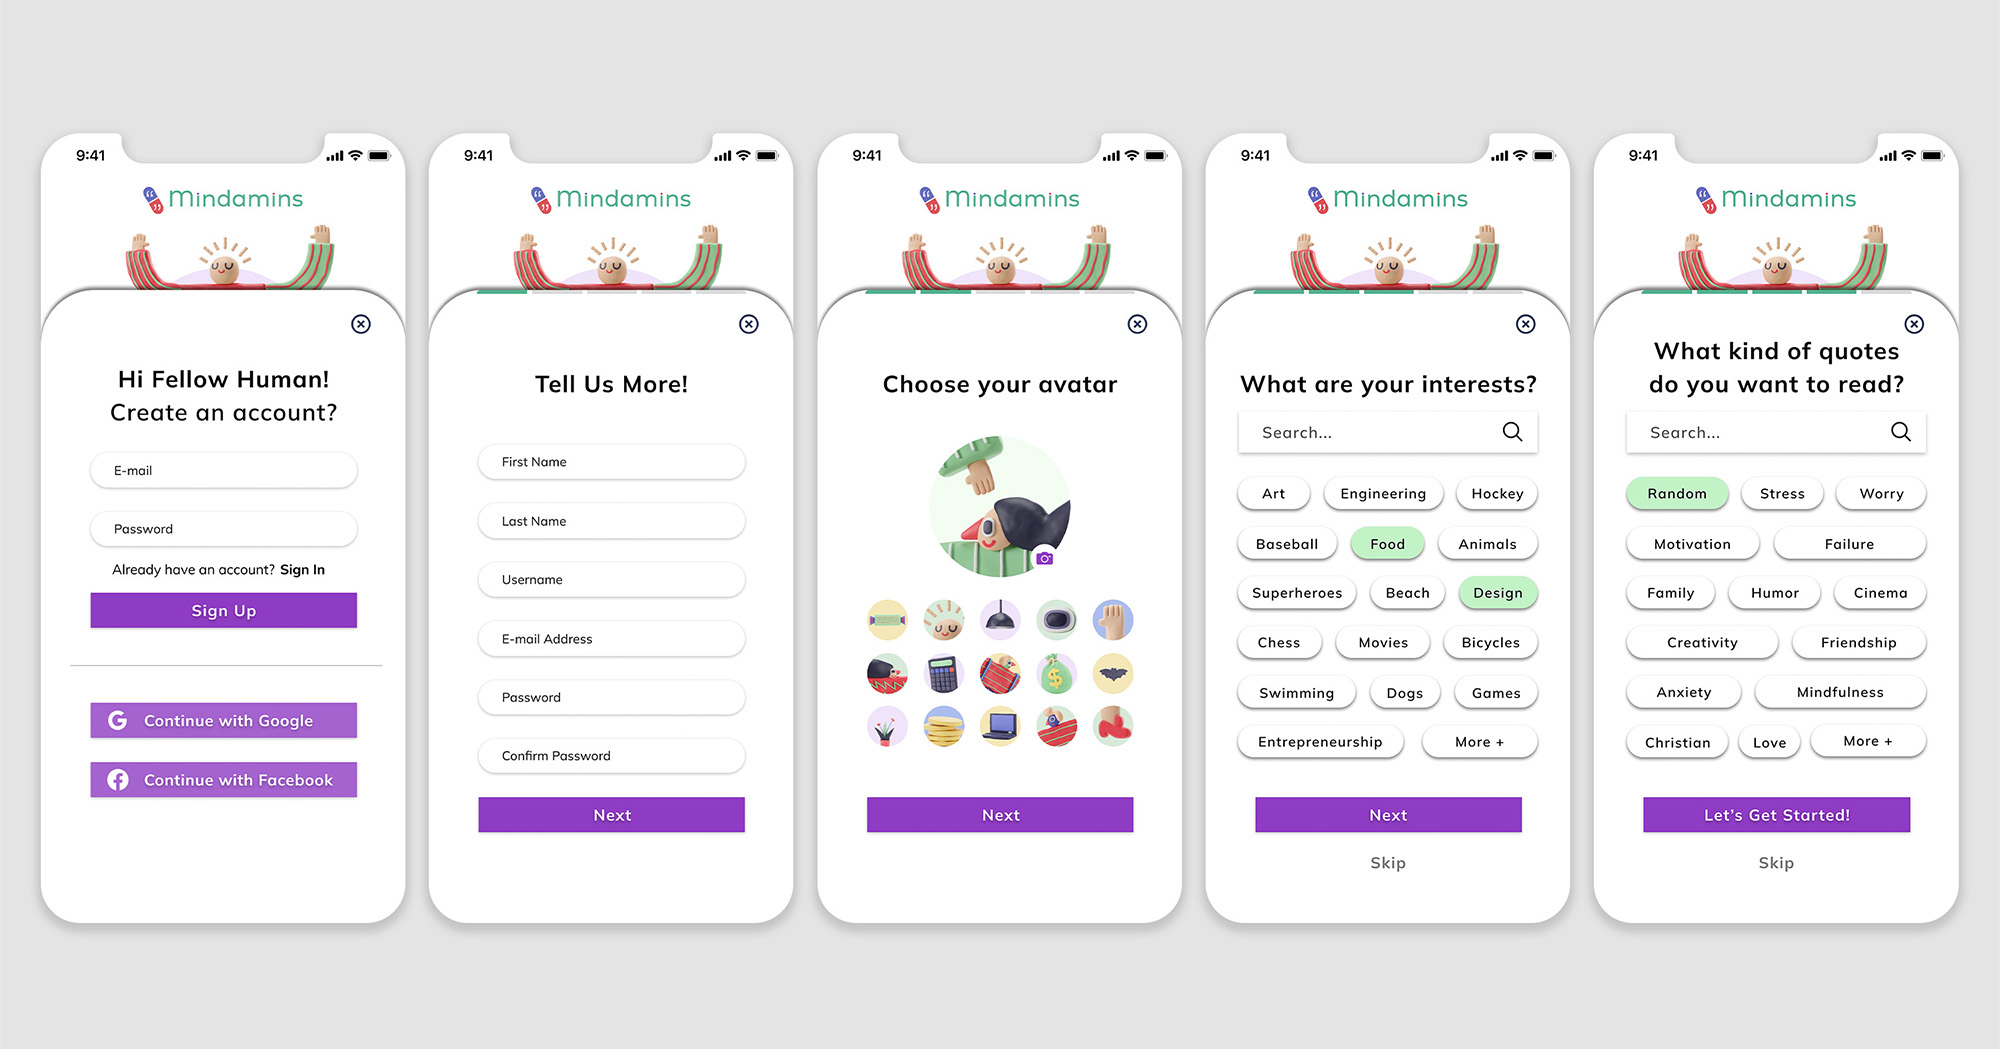 9:41
Mindamins
Hi Fellow Human!
Create an account?
E-mail
Password
Already have an account? Sign In
Sign Up
Continue with Google
Continue with Facebook
9:41
Mindamins
Tell Us More!
First Name
Last Name
Username
E-mail Address
Password
Confirm Password
Next
9:41
Mindamins
Choose your avatar
Next
9:41
Mindamins
What are your interests?
Search...
Art Engineering Hockey
Baseball Food Animals
Superheroes Beach Design
Chess Movies Bicycles
Swimming Dogs Games
Entrepreneurship More +
Next
Skip
9:41
Mindamins
What kind of quotes
do you want to read?
Search...
Random Stress Worry
Motivation Failure
Family Humor Cinema
Creativity Friendship
Anxiety Mindfulness
Christian Love More +
Let's Get Started!
Skip